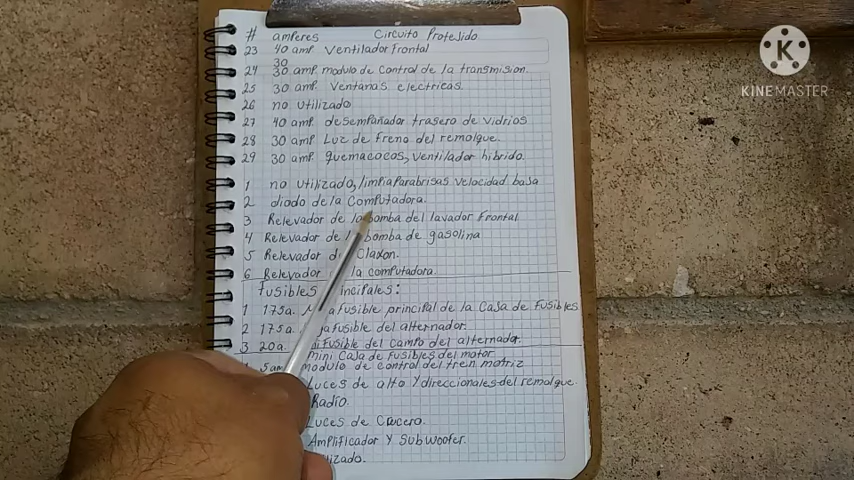 # amperes Circuito Protejido
23 40 amp Ventilador Frontal
30
24 30 amp. modulo de control de la transmision.
25 30 amp. Ventanas electricas.
26 no utilizado
27 40 amp. desempañador trasero de vidrios
28 30 amp. Luz de Freno del remolque.
29 30 amp. quemacocos, ventilador hibrido.
1 no utilizado, limpiaparabrisas velocidad baja
2 diodo de la Computadora.
3 Relevador de la bomba del lavador Frontal
4 Relevador de la bomba de gasolina
5 Relevador Claxon.
6 Relevador la computadora.
Fusibles principales:
1 175a. fusible principal de la Caja de Fusibles
2 175a. fusible del alternador.
3 20a. fusible del Campo del alternador.
mini Caja de fusibles del motor
modulo de control del tren motriz
Luces de alto y direccionales del remolque.
Radio.
Luces de Crucero.
Amplificador Y SubWoofer.
KINEMASTER